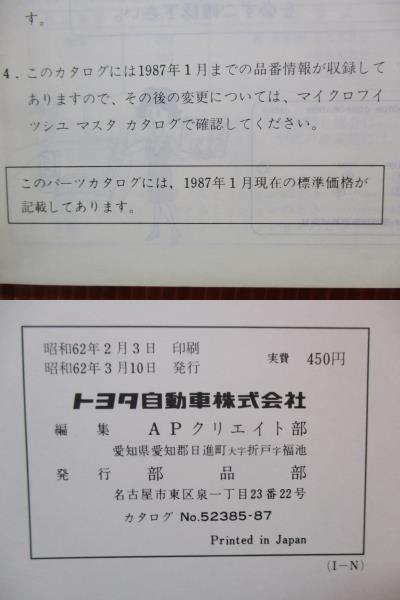 す。
4．このカタログには1987年1月までの品番情報が収録して
ありますので、その後の変更については、マイクロフイ
ツシユ マスタ カタログで確認してください。
このパーツカタログには，1987年1月現在の標準価格が
記載してあります。
昭和62年2月3日 印刷
昭和62年3月10日 発行
実費 450円
トヨタ自動車株式会社
編集 APクリエイト部
愛知県愛知郡日進町大字折戸字福池
発行 部品部
名古屋市東区泉一丁目23番22号
カタログ No.52385-87
Printed in Japan
(I-N)